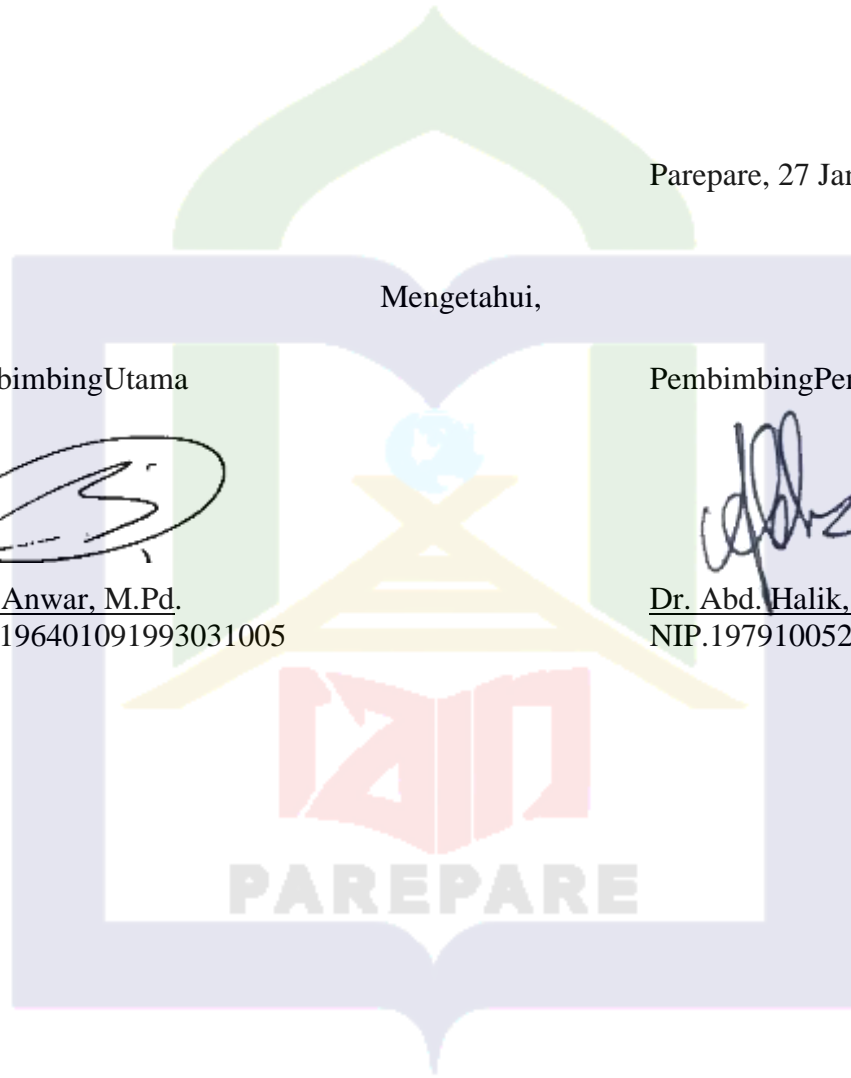 Parepare, 27 Jan
Mengetahui,
bimbingUtama
PembimbingPen
Anwar, M.Pd.
Dr. Abd. Halik,
196401091993031005
NIP.197910052
PAREPARE